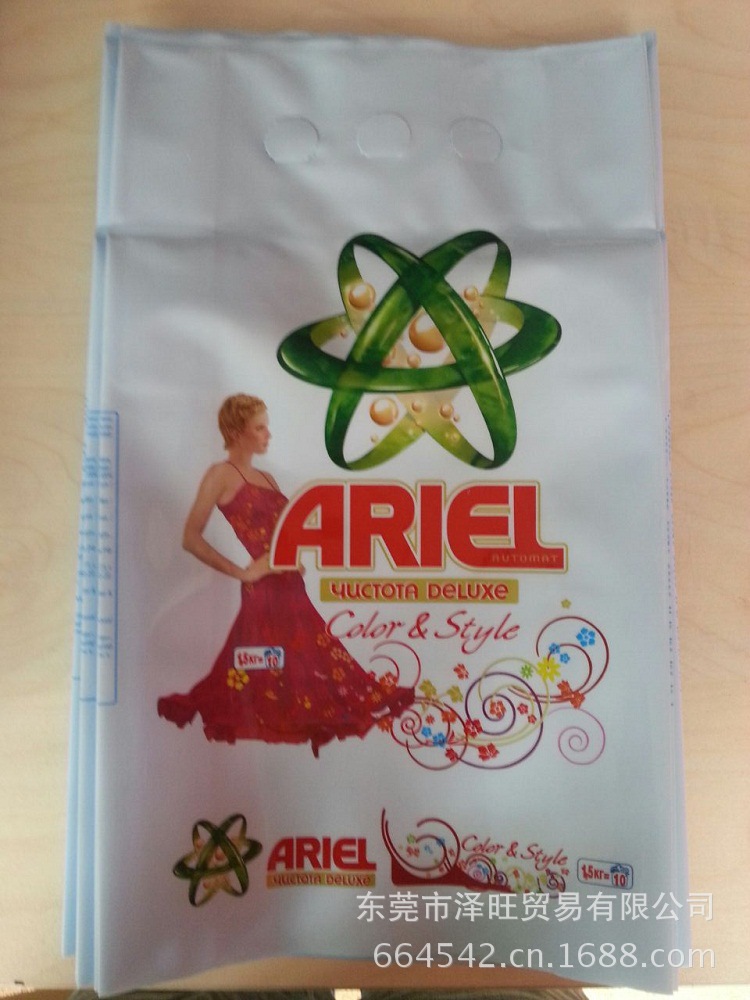 ARIEL
AUTOMAT
ЧИСТОТА DELUXE
Color & Style
1,5КГ= 10
ARIEL
ЧИСТОТА DELUXE
Color & Style
1,5КГ= 10
东莞市泽旺贸易有限公司
664542.cn.1688.com